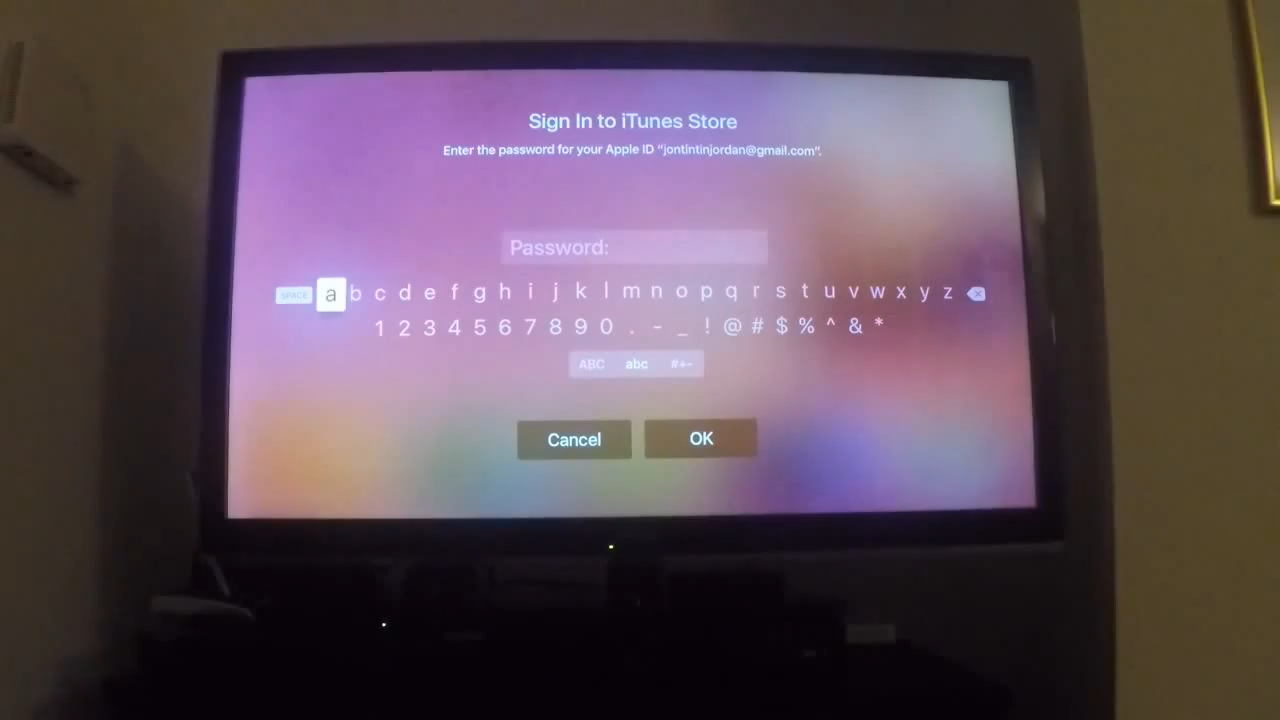 Sign In to iTunes Store
Enter the password for your Apple ID “jontintinjordan@gmail.com”.
Password:
SPACE a b c d e f g h i j k l m n o p q r s t u v w x y z
1 2 3 4 5 6 7 8 9 0 . - _ ! @ # $ % ^ & *
ABC abc #+-
Cancel OK